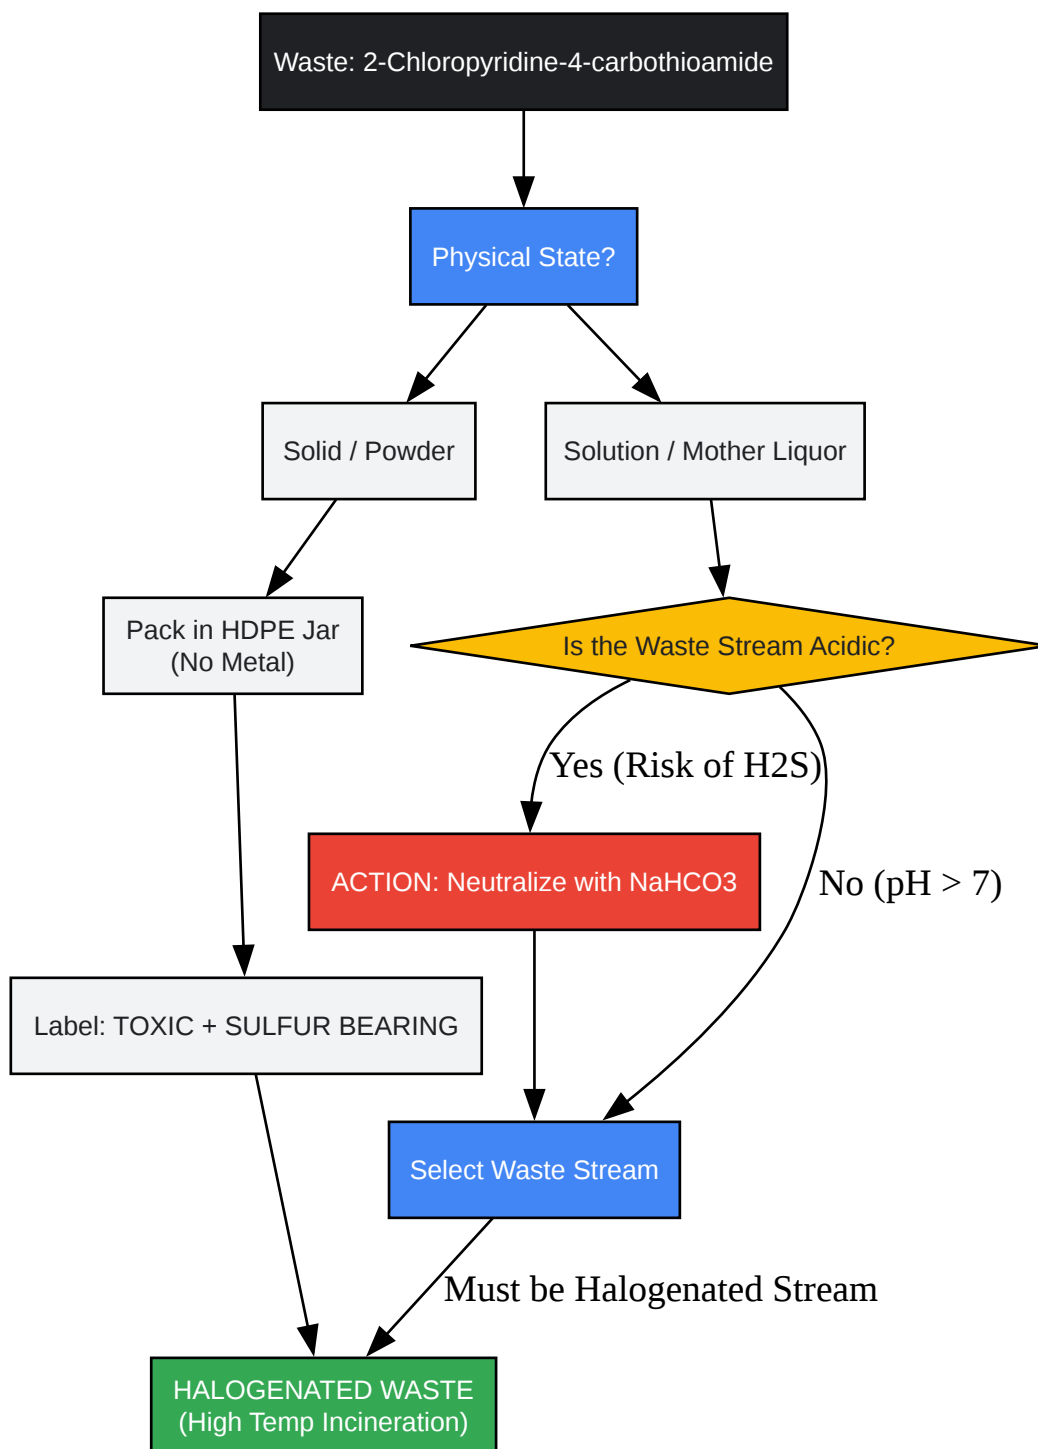 Waste: 2-Chloropyridine-4-carbothioamide
Physical State?
Solid / Powder
Solution / Mother Liquor
Pack in HDPE Jar
(No Metal)
Is the Waste Stream Acidic?
Yes (Risk of H2S)
ACTION: Neutralize with NaHCO3
No (pH > 7)
Label: TOXIC + SULFUR BEARING
Select Waste Stream
Must be Halogenated Stream
HALOGENATED WASTE
(High Temp Incineration)